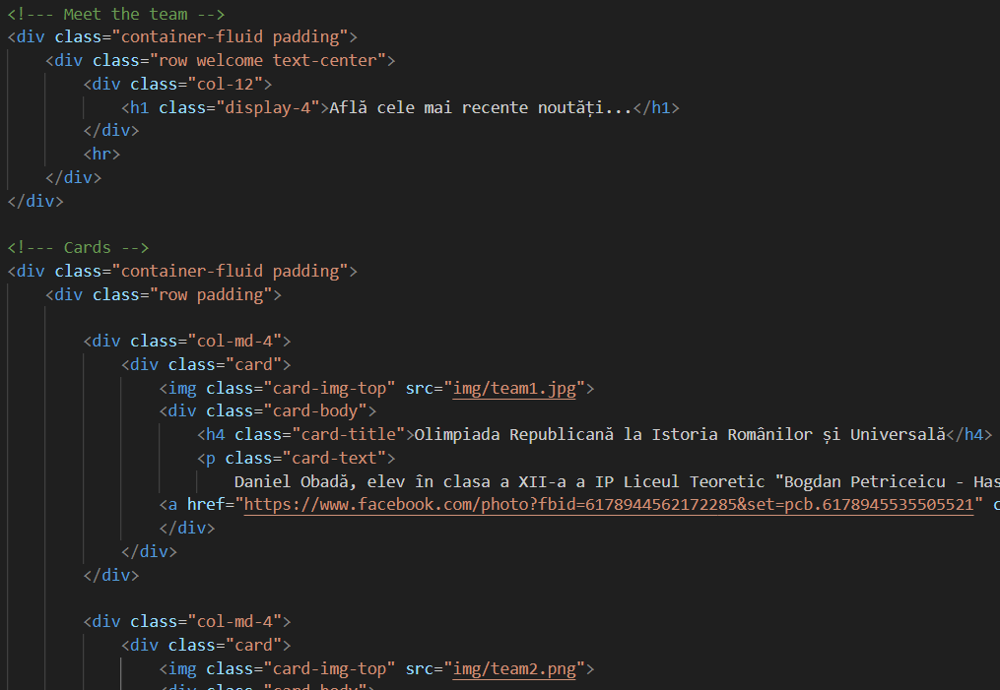 <!--- Meet the team -->
<div class="container-fluid padding">
<div class="row welcome text-center">
<div class="col-12">
<h1 class="display-4">Află cele mai recente noutăți...</h1>
</div>
<hr>
</div>
</div>
<!--- Cards -->
<div class="container-fluid padding">
<div class="row padding">
<div class="col-md-4">
<div class="card">
<img class="card-img-top" src="img/team1.jpg">
<div class="card-body">
<h4 class="card-title">Olimpiada Republicană la Istoria Românilor și Universală</h4>
<p class="card-text">
Daniel Obadă, elev în clasa a XII-a a IP Liceul Teoretic "Bogdan Petriceicu - Has
<a href="https://www.facebook.com/photo?fbid=6178944562172285&set=pcb.6178945535505521" c
</div>
</div>
</div>
<div class="col-md-4">
<div class="card">
<img class="card-img-top" src="img/team2.png">
<div class="card-body">